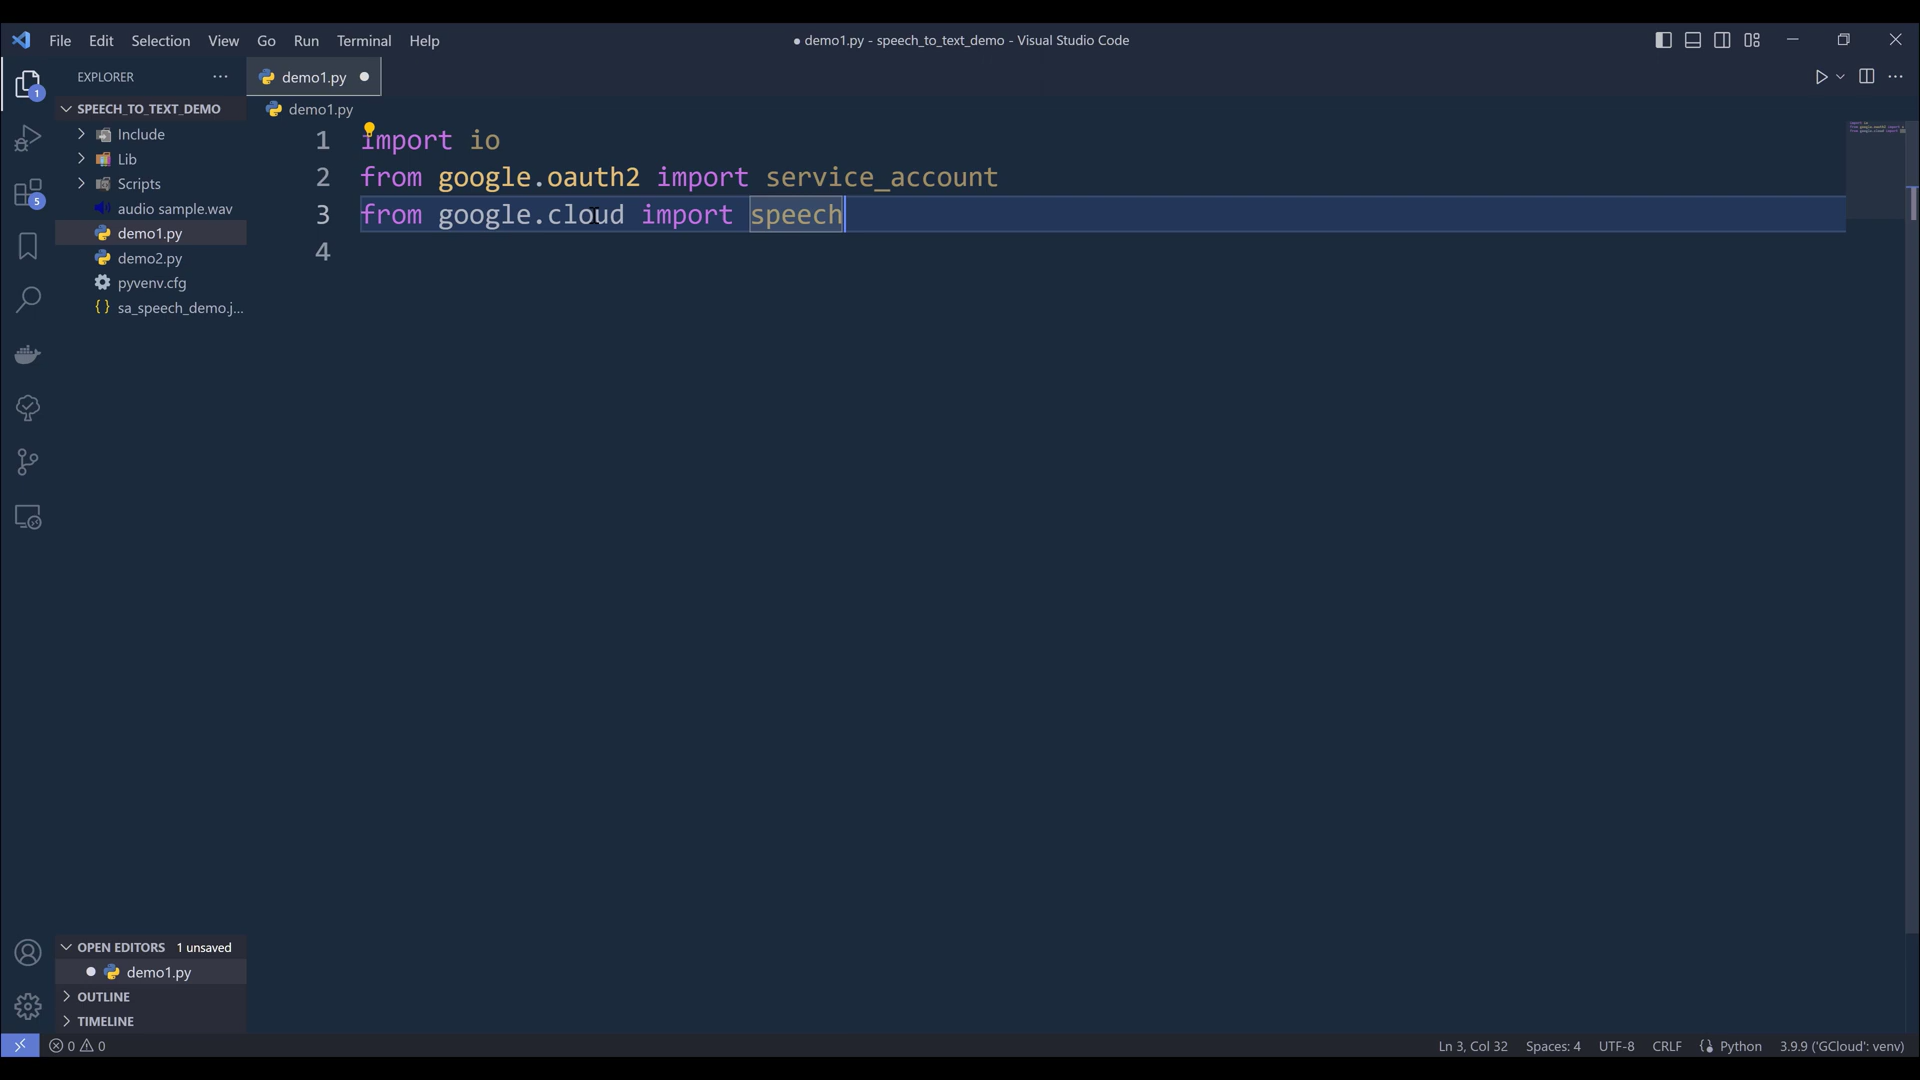 File Edit Selection View Go Run Terminal Help
● demo1.py - speech_to_text_demo - Visual Studio Code
EXPLORER ···
demo1.py ●
1
SPEECH_TO_TEXT_DEMO
demo1.py
Include
Lib
Scripts
audio sample.wav
demo1.py
demo2.py
pyvenv.cfg
{} sa_speech_demo.j...
5
1 import io
2 from google.oauth2 import service_account
3 from google.cloud import speech
4
OPEN EDITORS 1 unsaved
● demo1.py
OUTLINE
TIMELINE
0 0
Ln 3, Col 32 Spaces: 4 UTF-8 CRLF Python 3.9.9 ('GCloud': venv)